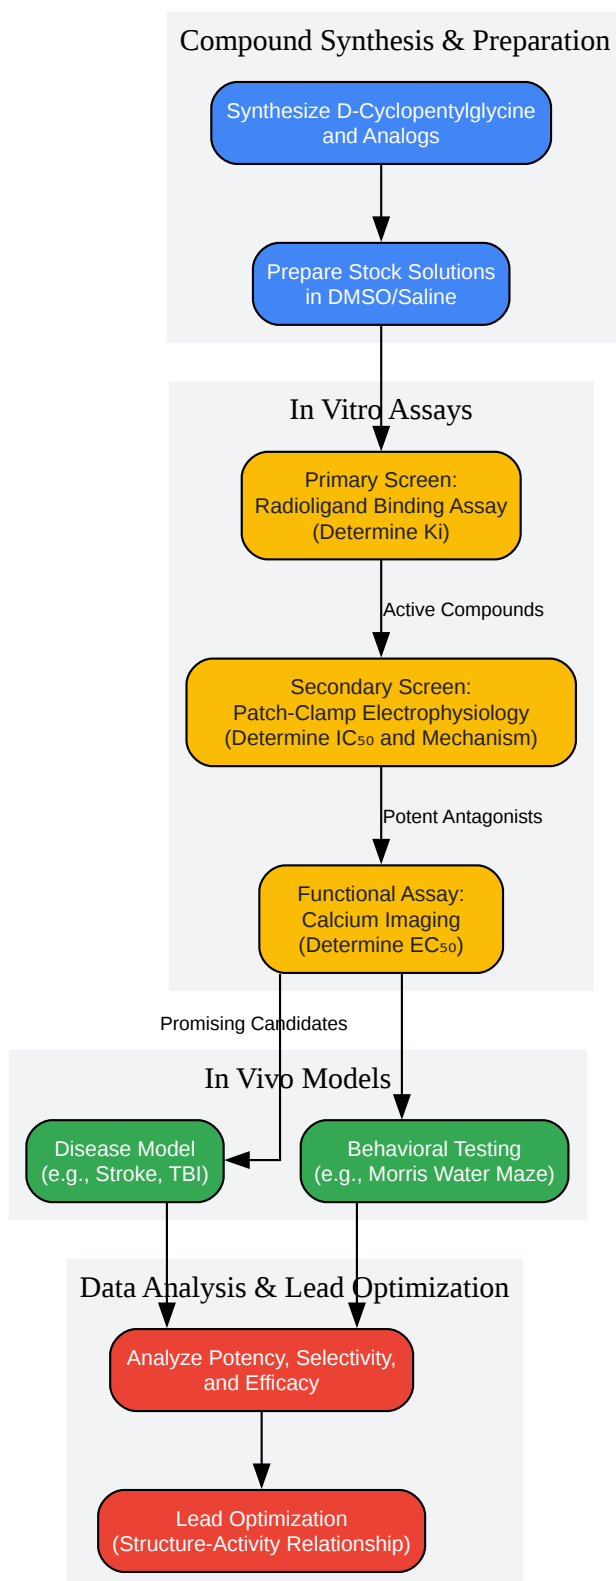 Compound Synthesis & Preparation
Synthesize D-Cyclopentylglycine
and Analogs
Prepare Stock Solutions
in DMSO/Saline
In Vitro Assays
Primary Screen:
Radioligand Binding Assay
(Determine Ki)
Active Compounds
Secondary Screen:
Patch-Clamp Electrophysiology
(Determine IC₅₀ and Mechanism)
Potent Antagonists
Functional Assay:
Calcium Imaging
(Determine EC₅₀)
Promising Candidates
In Vivo Models
Disease Model
(e.g., Stroke, TBI)
Behavioral Testing
(e.g., Morris Water Maze)
Data Analysis & Lead Optimization
Analyze Potency, Selectivity,
and Efficacy
Lead Optimization
(Structure-Activity Relationship)